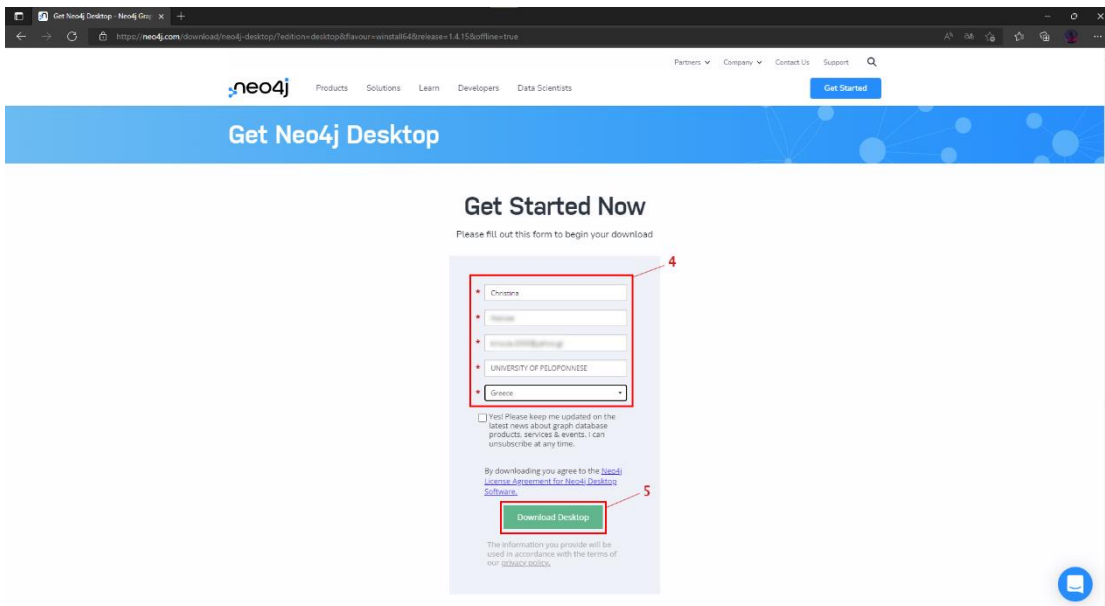 Get Neo4j Desktop - Neo4j Grap
https://neo4j.com/download/neo4j-desktop/?edition=desktop&flavour=winstall64&release=1.4.15&offline=true
Partners Company Contact Us Support
neo4j Products Solutions Learn Developers Data Scientists Get Started
Get Neo4j Desktop
Get Started Now
Please fill out this form to begin your download
4
* Christina
*
*
* UNIVERSITY OF PELOPONNESE
* Greece
Yes! Please keep me updated on the
latest news about graph database
products, services & events. I can
unsubscribe at any time.
By downloading you agree to the Neo4j
License Agreement for Neo4j Desktop
Software.
5
Download Desktop
The information you provide will be
used in accordance with the terms of
our privacy policy.